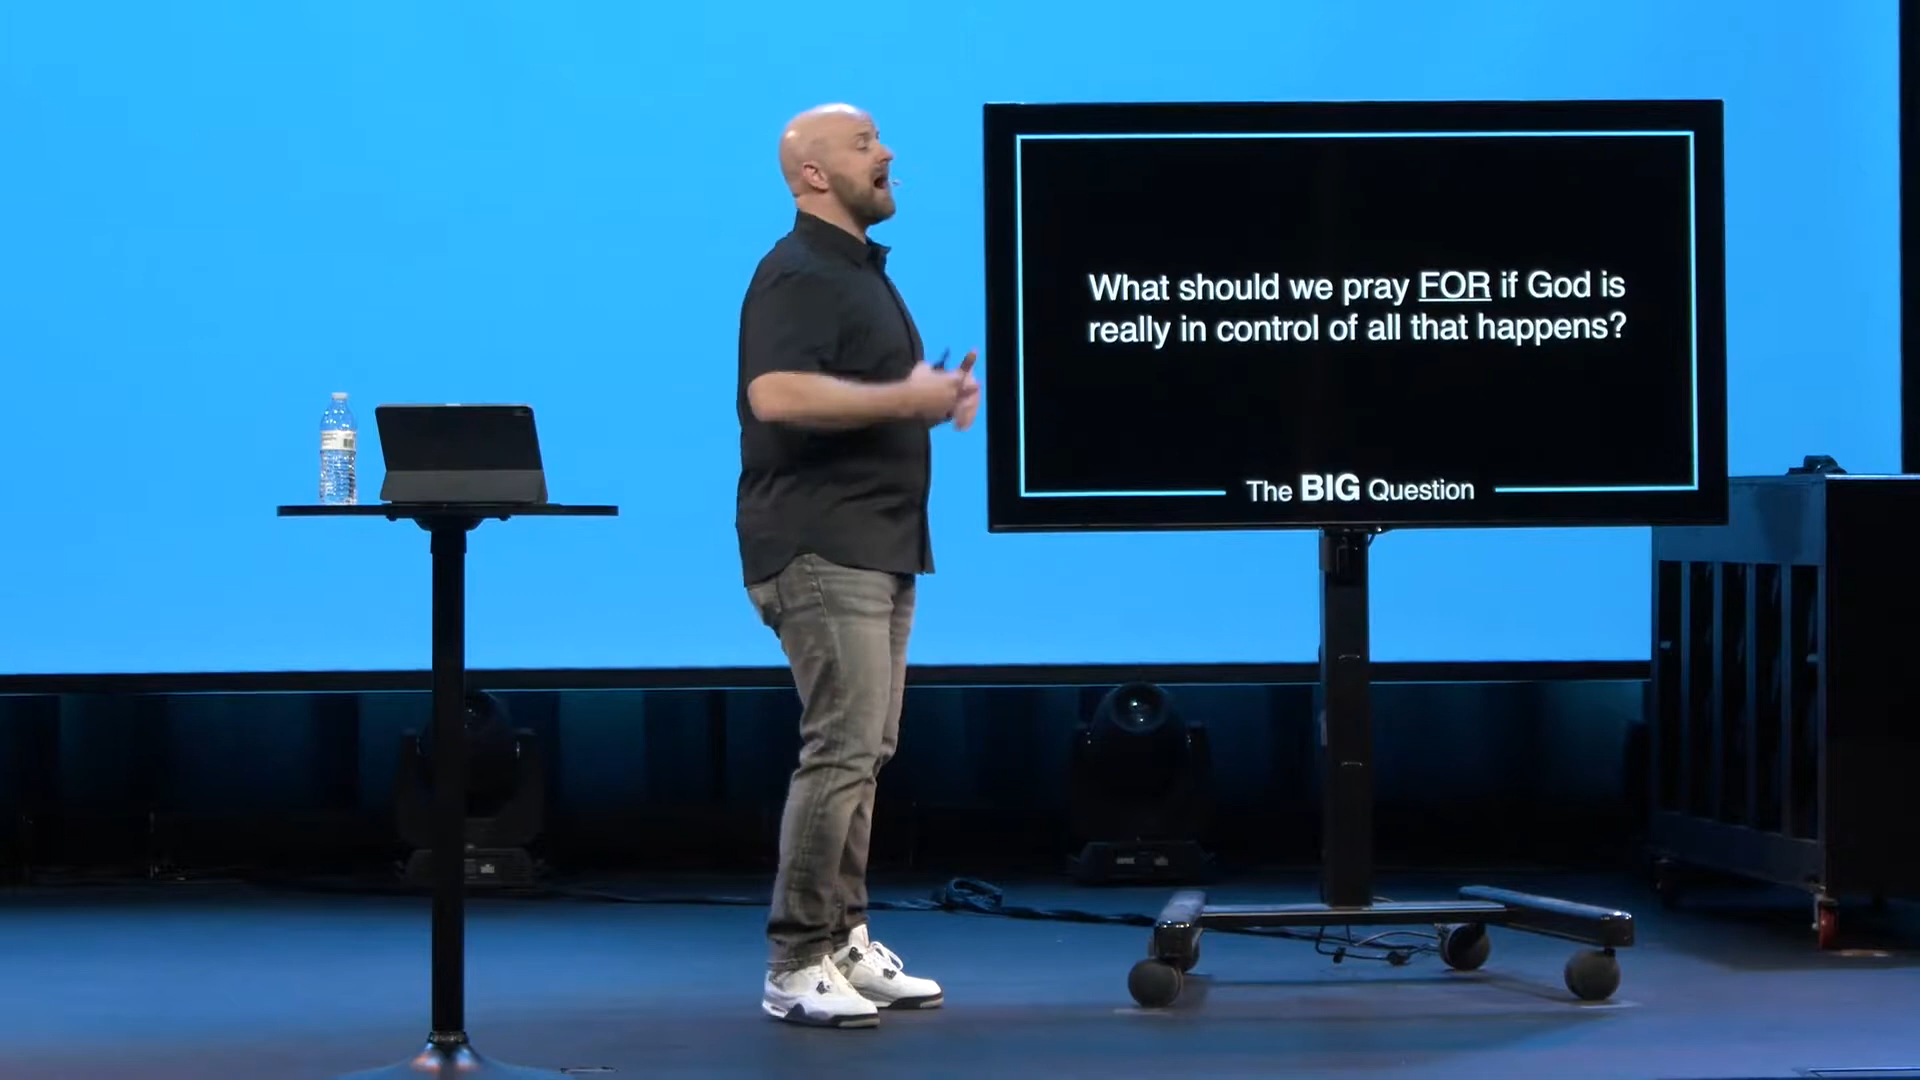 What should we pray FOR if God is
really in control of all that happens?
The BIG Question